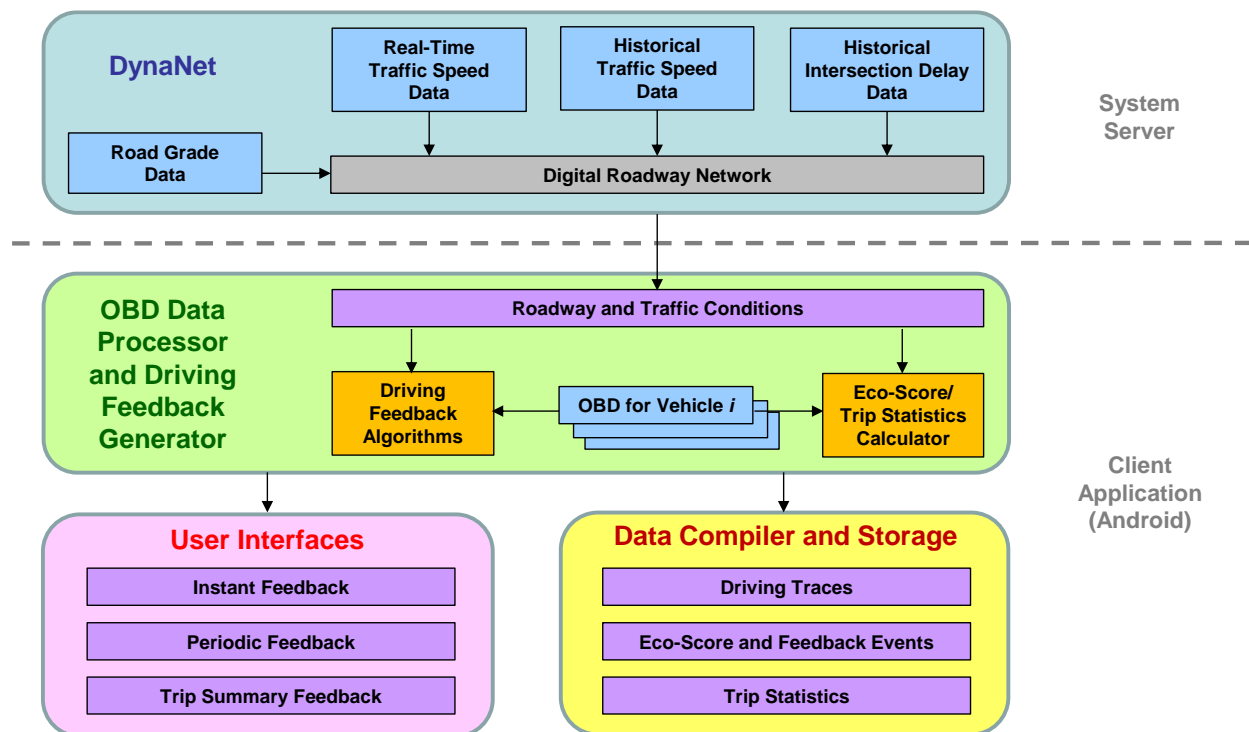 DynaNet
Real-Time
Traffic Speed
Data
Historical
Traffic Speed
Data
Historical
Intersection Delay
Data
System
Server
Road Grade
Data
Digital Roadway Network
OBD Data
Processor
and Driving
Feedback
Generator
Roadway and Traffic Conditions
Driving
Feedback
Algorithms
OBD for Vehicle i
Eco-Score/
Trip Statistics
Calculator
Client
Application
(Android)
User Interfaces
Instant Feedback
Periodic Feedback
Trip Summary Feedback
Data Compiler and Storage
Driving Traces
Eco-Score and Feedback Events
Trip Statistics